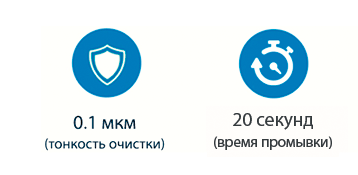 0.1 мкм
(тонкость очистки)
20 секунд
(время промывки)